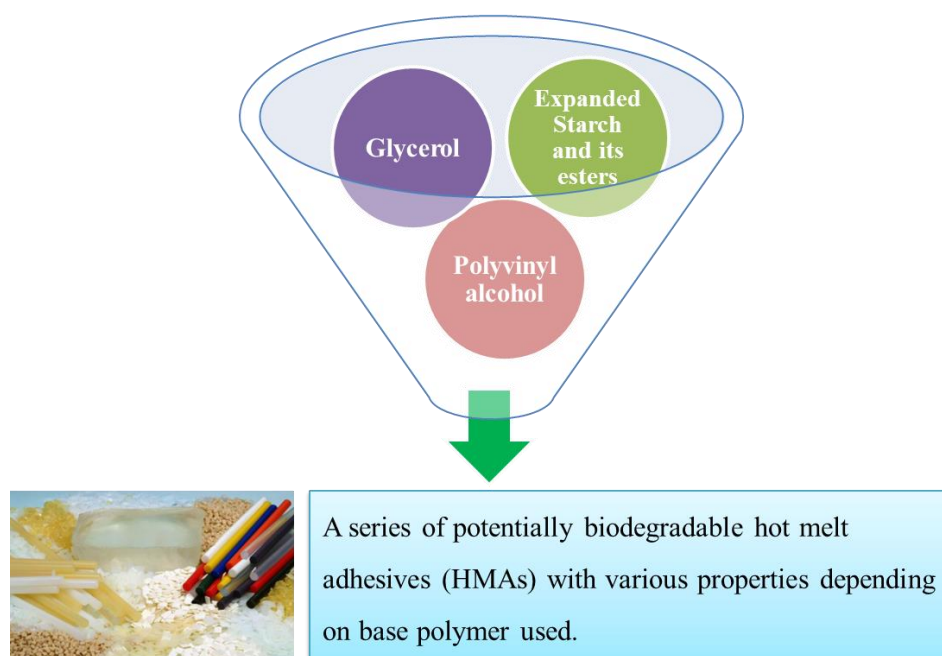 Glycerol
Expanded
Starch
and its
esters
Polyvinyl
alcohol
A series of potentially biodegradable hot melt
adhesives (HMAs) with various properties depending
on base polymer used.